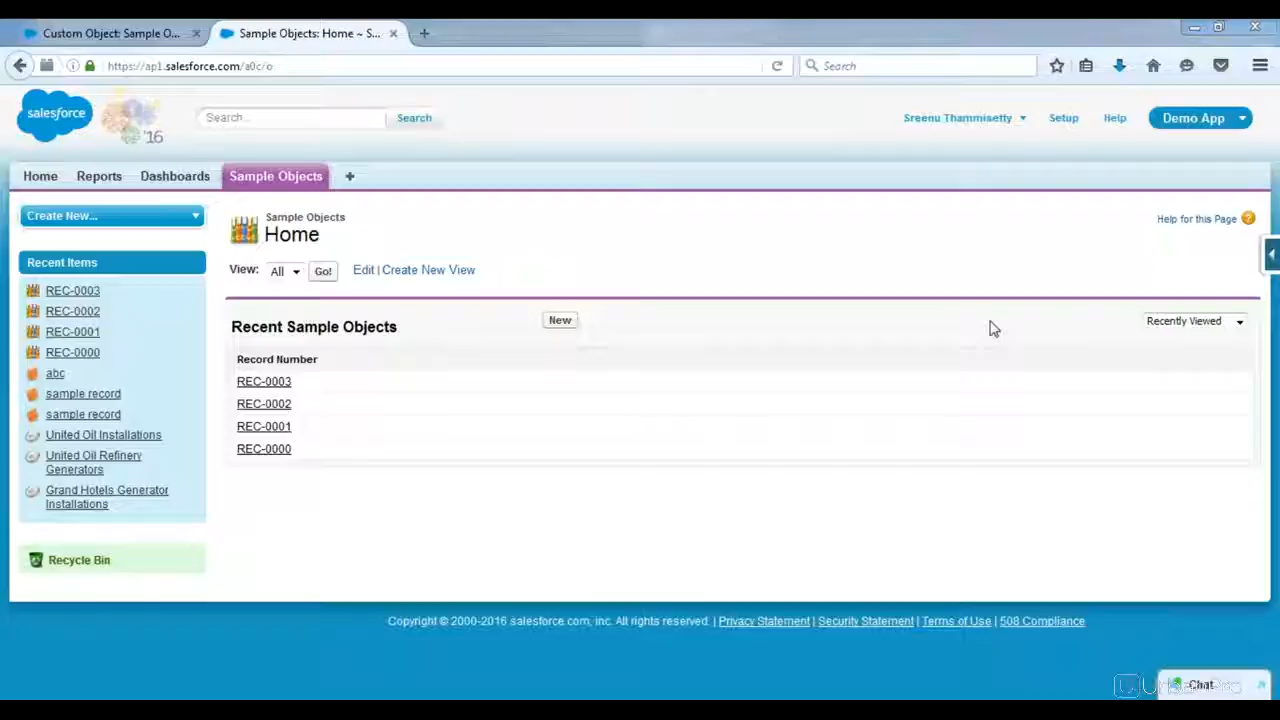 Custom Object: Sample O...
Sample Objects: Home ~ S...
https://ap1.salesforce.com/a0c/o
Search
salesforce
'16
Search...
Search
Sreenu Thammisetty
Setup
Help
Demo App
Home
Reports
Dashboards
Sample Objects
Create New...
Sample Objects
Home
Help for this Page
View:
All
Go!
Edit | Create New View
Recent Items
REC-0003
REC-0002
REC-0001
REC-0000
abc
sample record
sample record
United Oil Installations
United Oil Refinery
Generators
Grand Hotels Generator
Installations
Recycle Bin
Recent Sample Objects
New
Recently Viewed
Record Number
REC-0003
REC-0002
REC-0001
REC-0000
Copyright © 2000-2016 salesforce.com, inc. All rights reserved. | Privacy Statement | Security Statement | Terms of Use | 508 Compliance
Chat